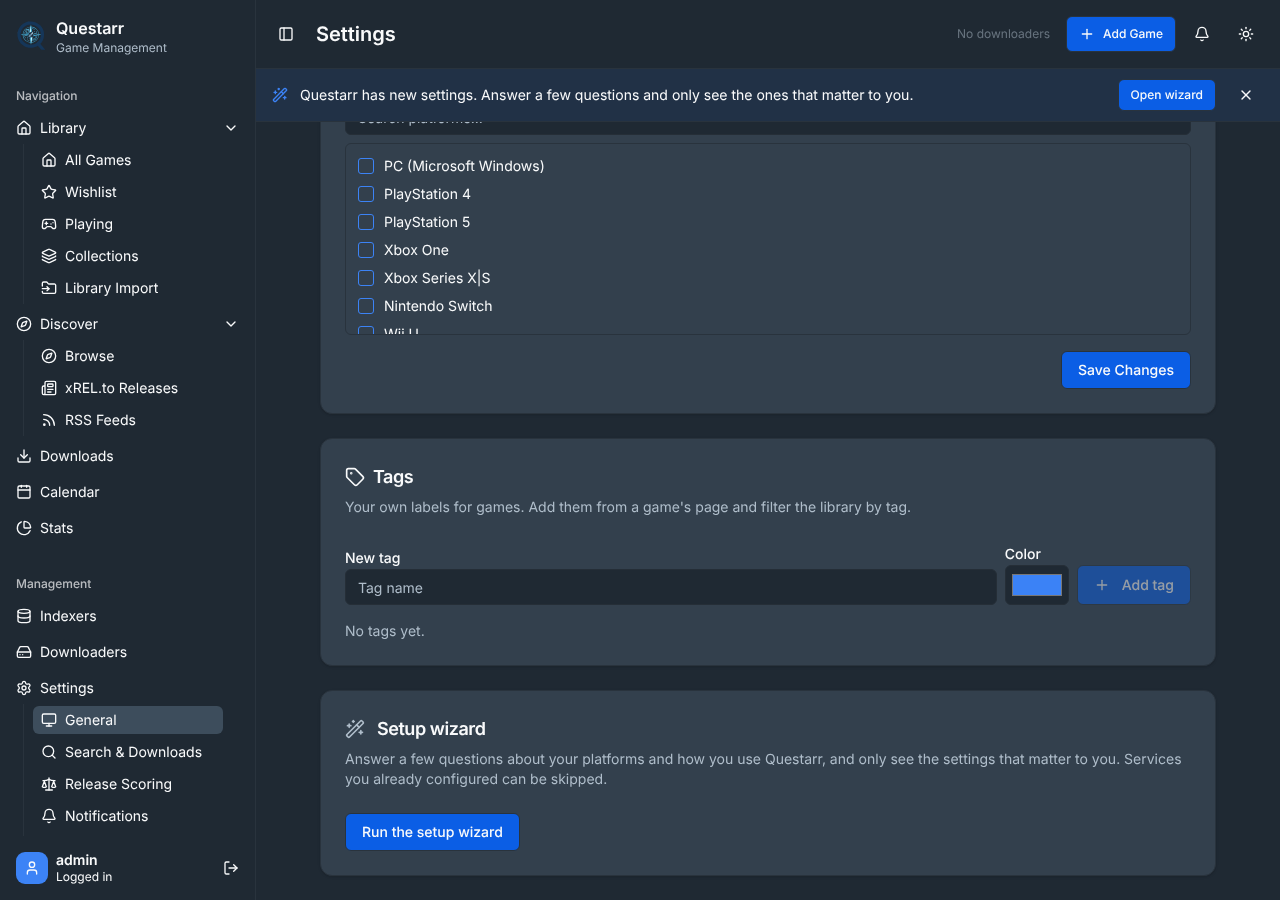 Questarr
Game Management
Navigation
Library
All Games
Wishlist
Playing
Collections
Library Import
Discover
Browse
xREL.to Releases
RSS Feeds
Downloads
Calendar
Stats
Management
Indexers
Downloaders
Settings
General
Search & Downloads
Release Scoring
Notifications
admin
Logged in
Settings
No downloaders
Add Game
Questarr has new settings. Answer a few questions and only see the ones that matter to you.
Open wizard
Search platforms...
PC (Microsoft Windows)
PlayStation 4
PlayStation 5
Xbox One
Xbox Series X|S
Nintendo Switch
Wii U
Save Changes
Tags
Your own labels for games. Add them from a game's page and filter the library by tag.
New tag
Color
Tag name
Add tag
No tags yet.
Setup wizard
Answer a few questions about your platforms and how you use Questarr, and only see the settings that matter to you. Services
you already configured can be skipped.
Run the setup wizard